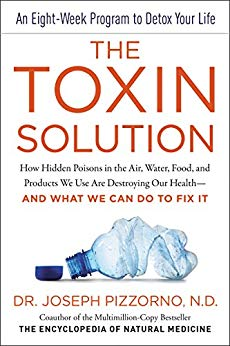 An Eight-Week Program to Detox Your Life
THE
TOXIN
SOLUTION
How Hidden Poisons in the Air, Water, Food, and
Products We Use Are Destroying Our Health—
AND WHAT WE CAN DO TO FIX IT
DR. JOSEPH PIZZORNO, N.D.
Coauthor of the Multimillion-Copy Bestseller
THE ENCYCLOPEDIA OF NATURAL MEDICINE